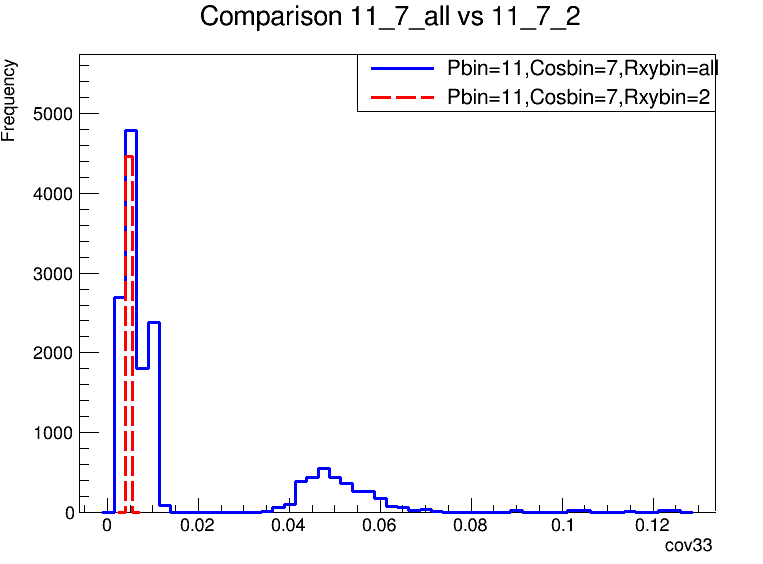 Comparison 11_7_all vs 11_7_2
Pbin=11,Cosbin=7,Rxybin=all
Pbin=11,Cosbin=7,Rxybin=2
Frequency
5000
4000
3000
2000
1000
0
0 0.02 0.04 0.06 0.08 0.1 0.12
cov33